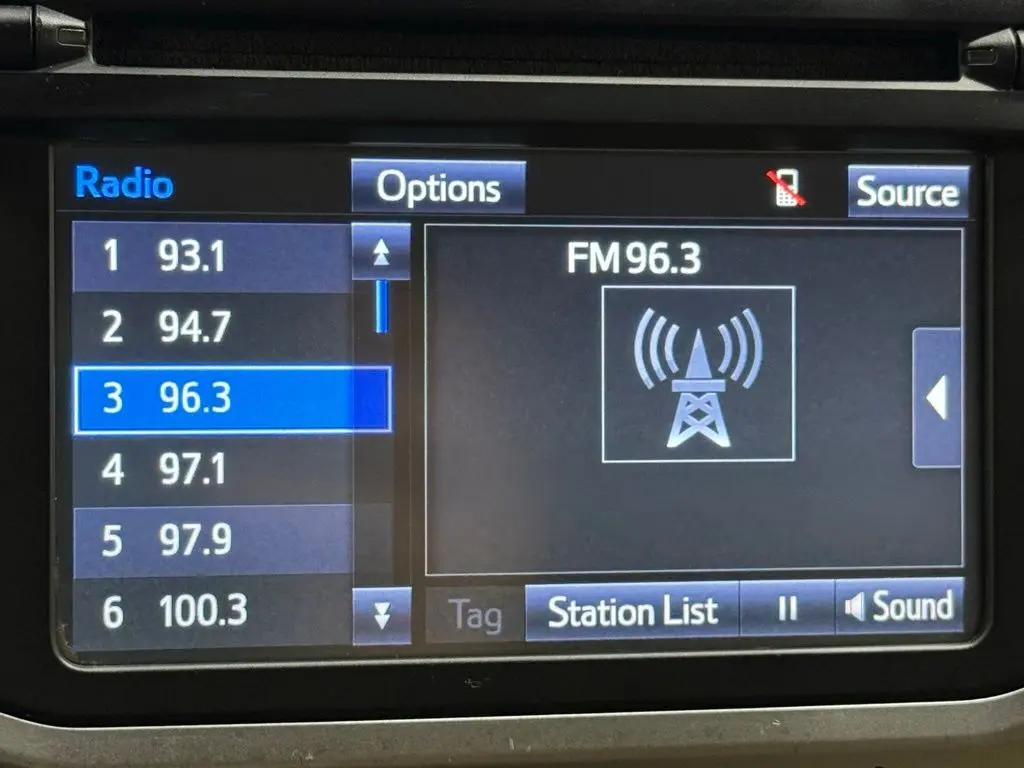 Radio Options Source
1 93.1
2 94.7
3 96.3
4 97.1
5 97.9
6 100.3
FM 96.3
Tag Station List Sound